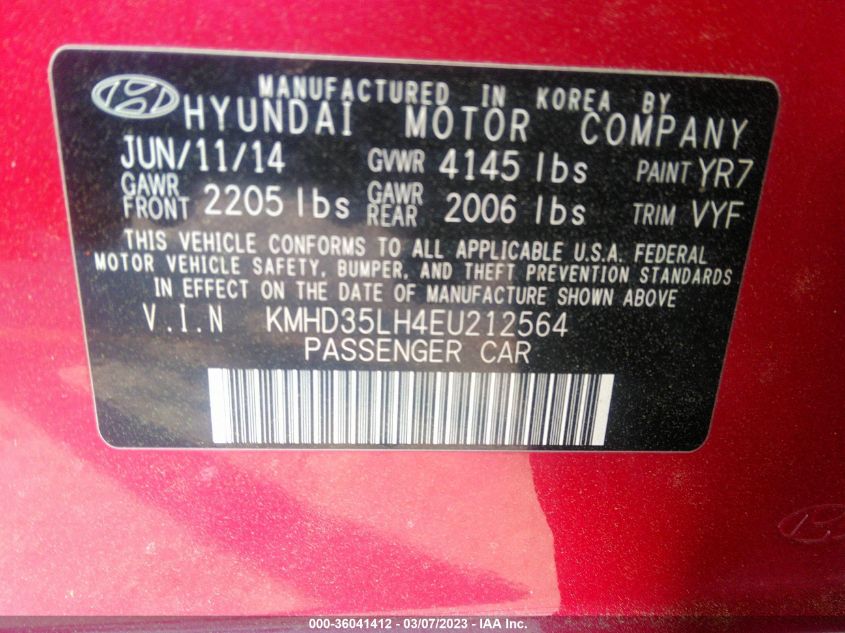 MANUFACTURED IN KOREA BY
HYUNDAI MOTOR COMPANY
JUN/11/14 GVWR 4145 lbs PAINT YR7
GAWR FRONT 2205 lbs GAWR REAR 2006 lbs TRIM VYF
THIS VEHICLE CONFORMS TO ALL APPLICABLE U.S.A. FEDERAL
MOTOR VEHICLE SAFETY, BUMPER, AND THEFT PREVENTION STANDARDS
IN EFFECT ON THE DATE OF MANUFACTURE SHOWN ABOVE
V.I.N KMHD35LH4EU212564
PASSENGER CAR
000-36041412 - 03/07/2023 - IAA Inc.